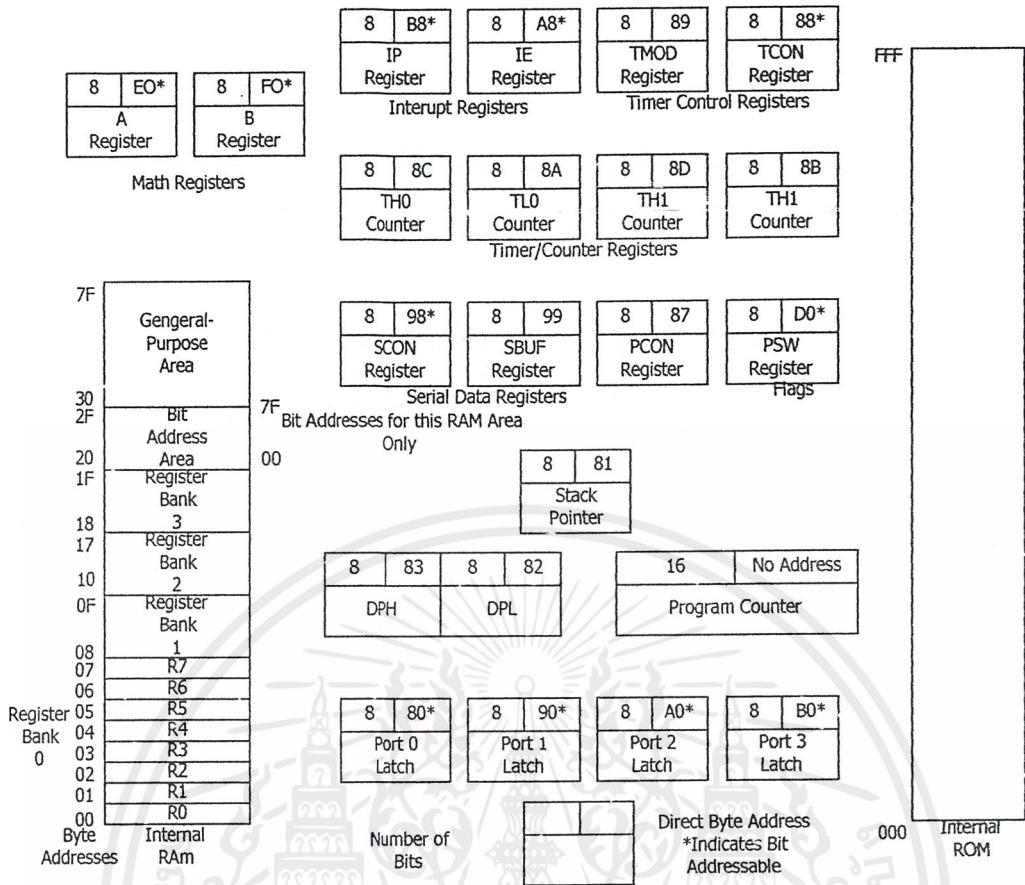 8 B8* 8 A8* 8 89 8 88*
IP Register IE Register TMOD Register TCON Register
Interupt Registers Timer Control Registers
8 EO* 8 FO*
A Register B Register
Math Registers
8 8C 8 8A 8 8D 8 8B
TH0 Counter TL0 Counter TH1 Counter TH1 Counter
Timer/Counter Registers
8 98* 8 99 8 87 8 D0*
SCON Register SBUF Register PCON Register PSW Register
Serial Data Registers Flags
7F
Gengeral-
Purpose
Area
30
2F Bit 7F
Address
Area
20 00
Bit Addresses for this RAM Area
Only
1F Register
Bank
18 3
17 Register
Bank
10 2
0F Register
Bank
08 1
07 R7
06 R6
Register 05 R5
Bank 04 R4
0 03 R3
02 R2
01 R1
00 R0
Byte Internal
Addresses RAm
8 81
Stack
Pointer
8 83 8 82
DPH DPL
16 No Address
Program Counter
8 80* 8 90* 8 A0* 8 B0*
Port 0 Latch Port 1 Latch Port 2 Latch Port 3 Latch
Number of
Bits
Direct Byte Address
*Indicates Bit
Addressable
FFF
000 Internal
ROM